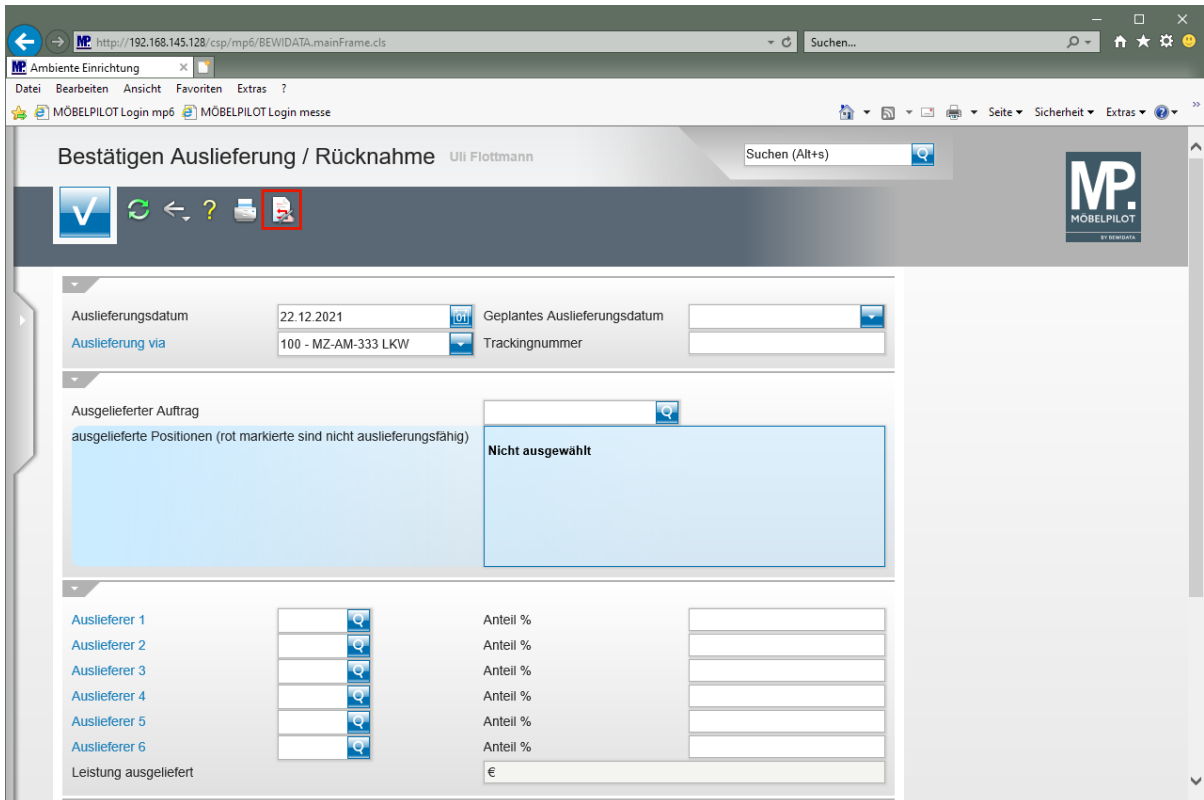 http://192.168.145.128/csp/mp6/BEWIDATA.mainFrame.cls
Suchen...
MP. Ambiente Einrichtung
Datei Bearbeiten Ansicht Favoriten Extras ?
MÖBELPILOT Login mp6 MÖBELPILOT Login messe Seite Sicherheit Extras
Bestätigen Auslieferung / Rücknahme Uli Flottmann
Suchen (Alt+s)
MP.
MÖBELPILOT
BY BEWIDATA
Auslieferungsdatum 22.12.2021 01 Geplantes Auslieferungsdatum
Auslieferung via 100 - MZ-AM-333 LKW Trackingnummer
Ausgelieferter Auftrag
ausgelieferte Positionen (rot markierte sind nicht auslieferungsfähig)
Nicht ausgewählt
Auslieferer 1 Anteil %
Auslieferer 2 Anteil %
Auslieferer 3 Anteil %
Auslieferer 4 Anteil %
Auslieferer 5 Anteil %
Auslieferer 6 Anteil %
Leistung ausgeliefert €